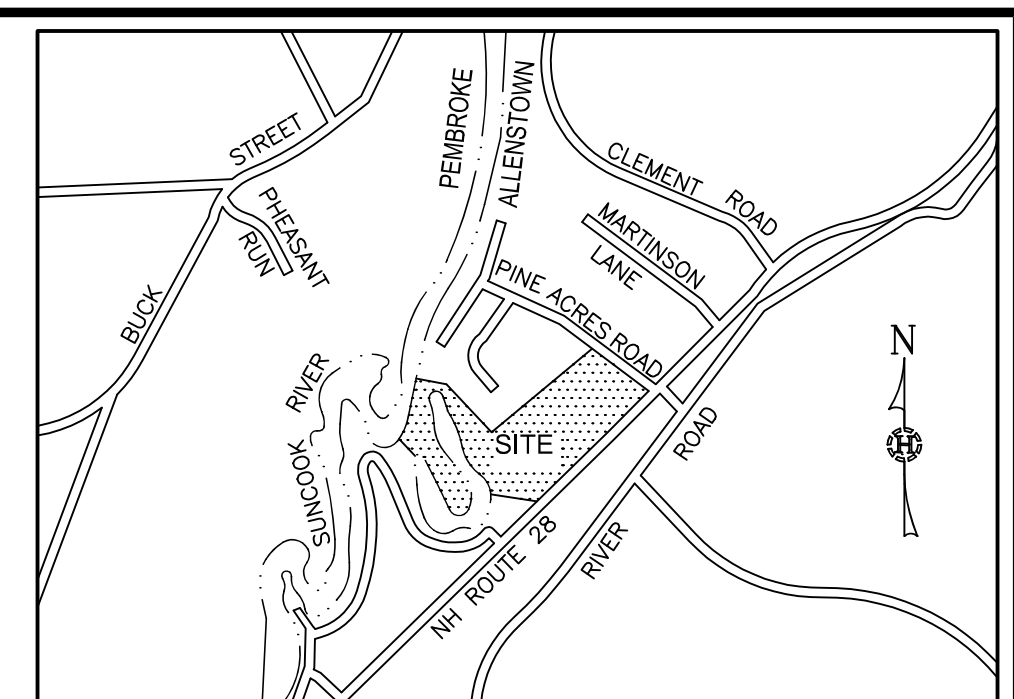 PEMBROKE
ALLENSTOWN
STREET
CLEMENT ROAD
PHEASANT
RUN
MARTINSON
LANE
PINE ACRES ROAD
BUCK
RIVER
SUNCOOK
N
H
ROAD
SITE
NH ROUTE 28
RIVER